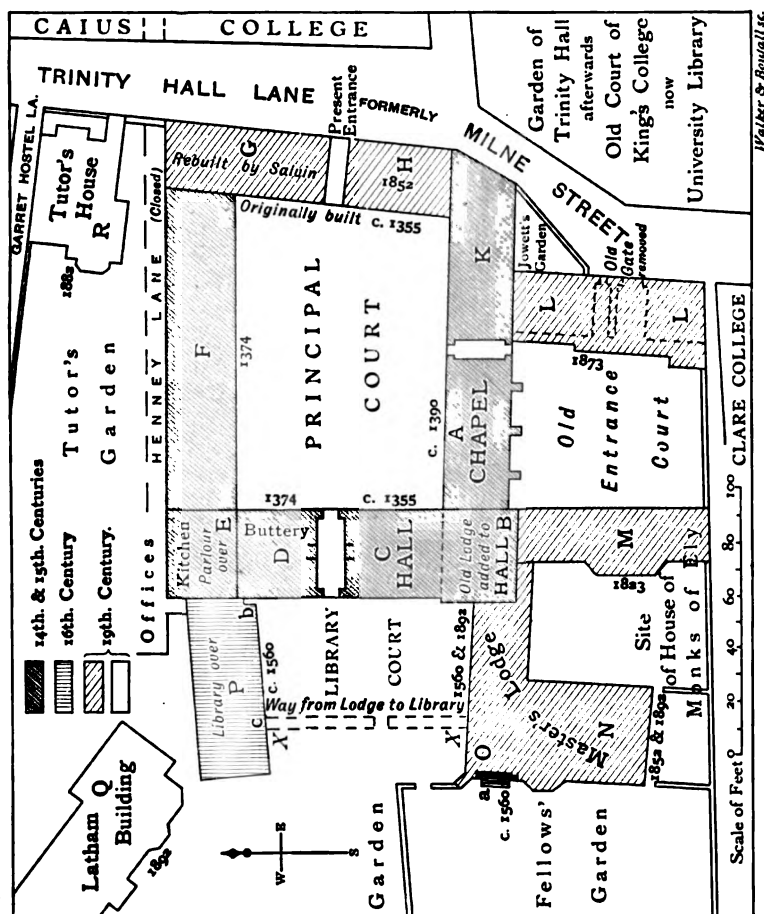 CAIUS COLLEGE
TRINITY HALL LANE
FORMERLY
MILNE
STREET
GARRET HOSTEL LA.
Tutor's
House
R
1882
Present
Entrance
Garden of
Trinity Hall
afterwards
Old Court of
King's College
now
University Library
G
Rebuilt by Salvin
H
1852
Originally built
c. 1355
HENNEY LANE (Closed)
Tutor's
Garden
F
1374
PRINCIPAL
COURT
K
Jowett's
Garden
Old
Gate
removed
L
L
1873
A
CHAPEL
c. 1390
Old
Entrance
Court
CLARE COLLEGE
1374
c. 1355
14th. & 15th. Centuries
16th. Century
19th. Century.
Offices
Kitchen
Parlour
over
E
Buttery
D
C
HALL
Old Lodge
added to
HALL B
M
1823
Library over
P
b
c
c. 1560
LIBRARY
COURT
Way from Lodge to Library
X'
X
1560 & 1892
Master's Lodge
N
O
a
c. 1560
1852 & 1892
Site
of House of
Monks of Ely
Latham
Q
Building
1892
W
E
S
Garden
Fellows'
Garden
Scale of Feet
0 20 40 60 80 100
Walker & Boutall sc.